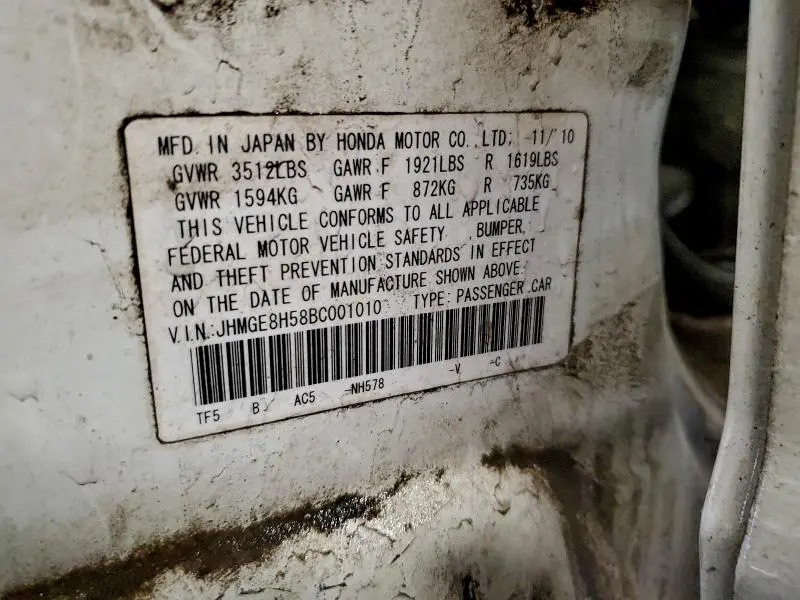 MFD. IN JAPAN BY HONDA MOTOR CO., LTD; 11/'10
GVWR 3512LBS GAWR F 1921LBS R 1619LBS
GVWR 1594KG GAWR F 872KG R 735KG
THIS VEHICLE CONFORMS TO ALL APPLICABLE
FEDERAL MOTOR VEHICLE SAFETY, BUMPER,
AND THEFT PREVENTION STANDARDS IN EFFECT
ON THE DATE OF MANUFACTURE SHOWN ABOVE.
V.I.N.:JHMGE8H58BC001010 TYPE: PASSENGER CAR
TF5 B AC5 -NH578 -V -C